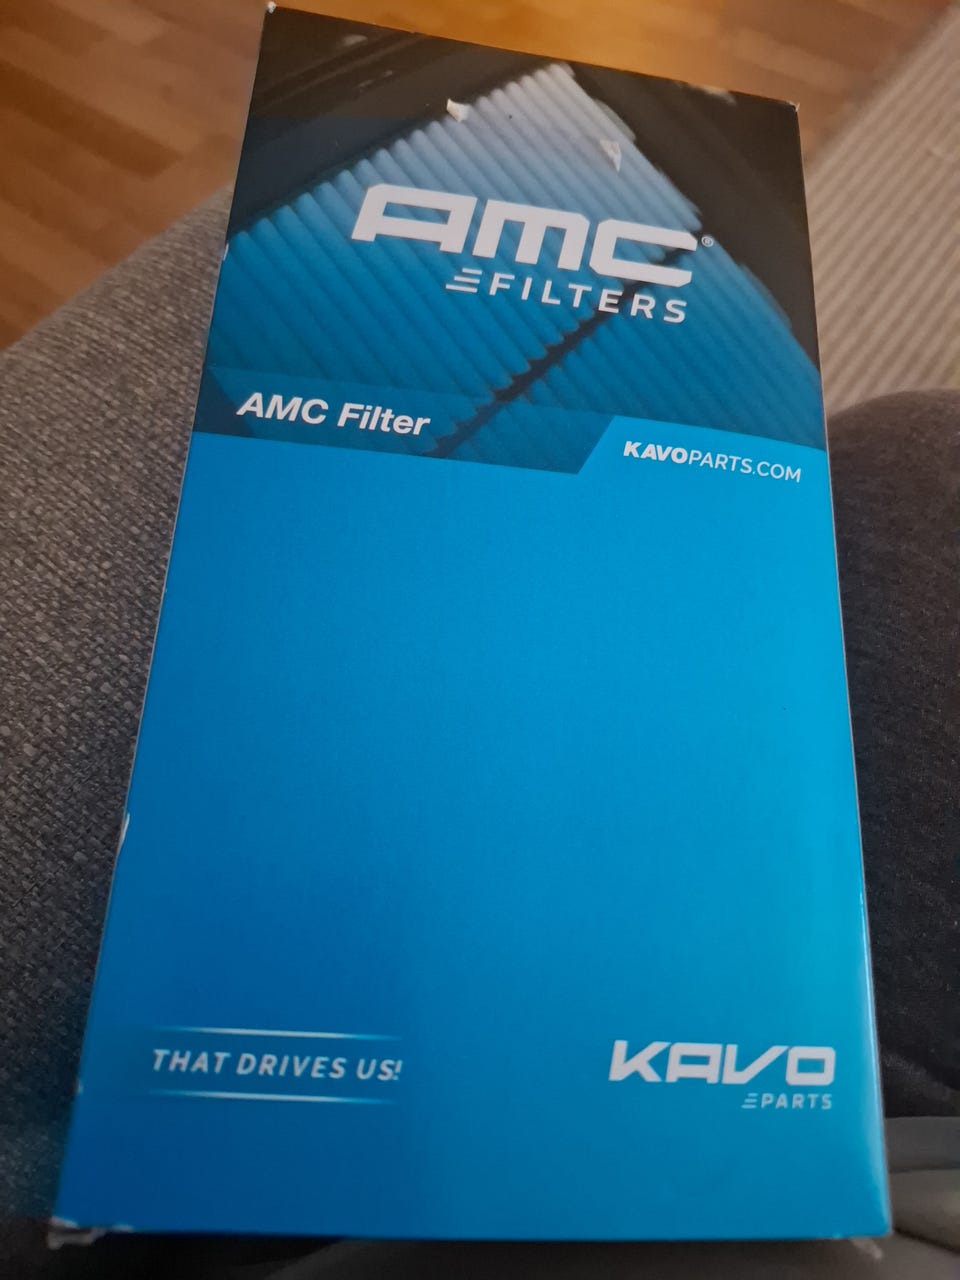 AMC®
FILTERS
AMC Filter
KAVOPARTS.COM
THAT DRIVES US!
KAVO
PARTS